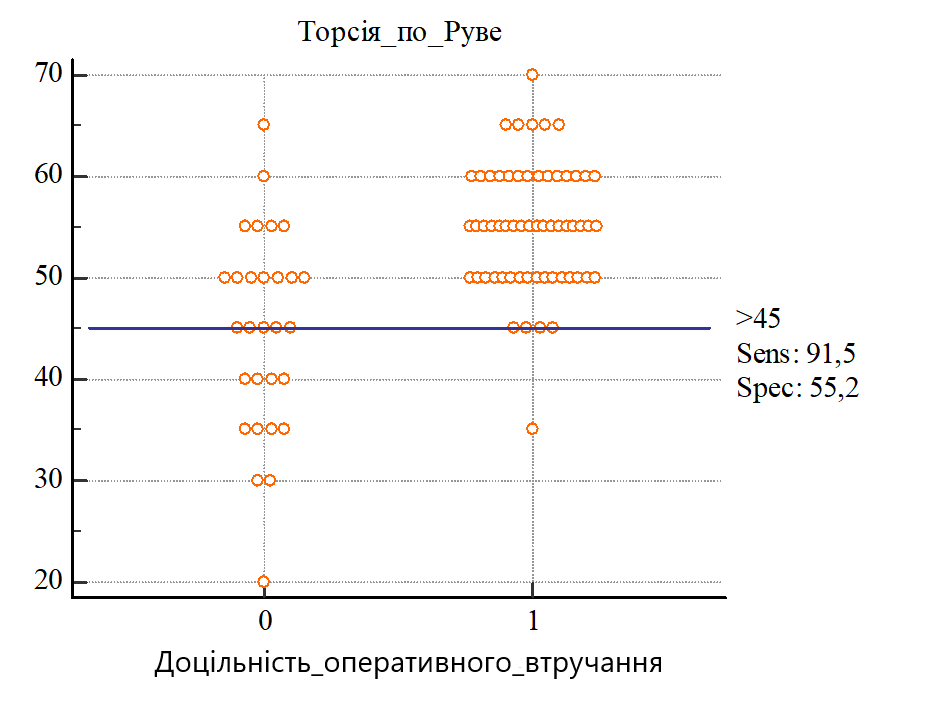 Торсія_по_Руве
70
60
50
40
30
20
>45
Sens: 91,5
Spec: 55,2
0 1
Доцільність_оперативного_втручання